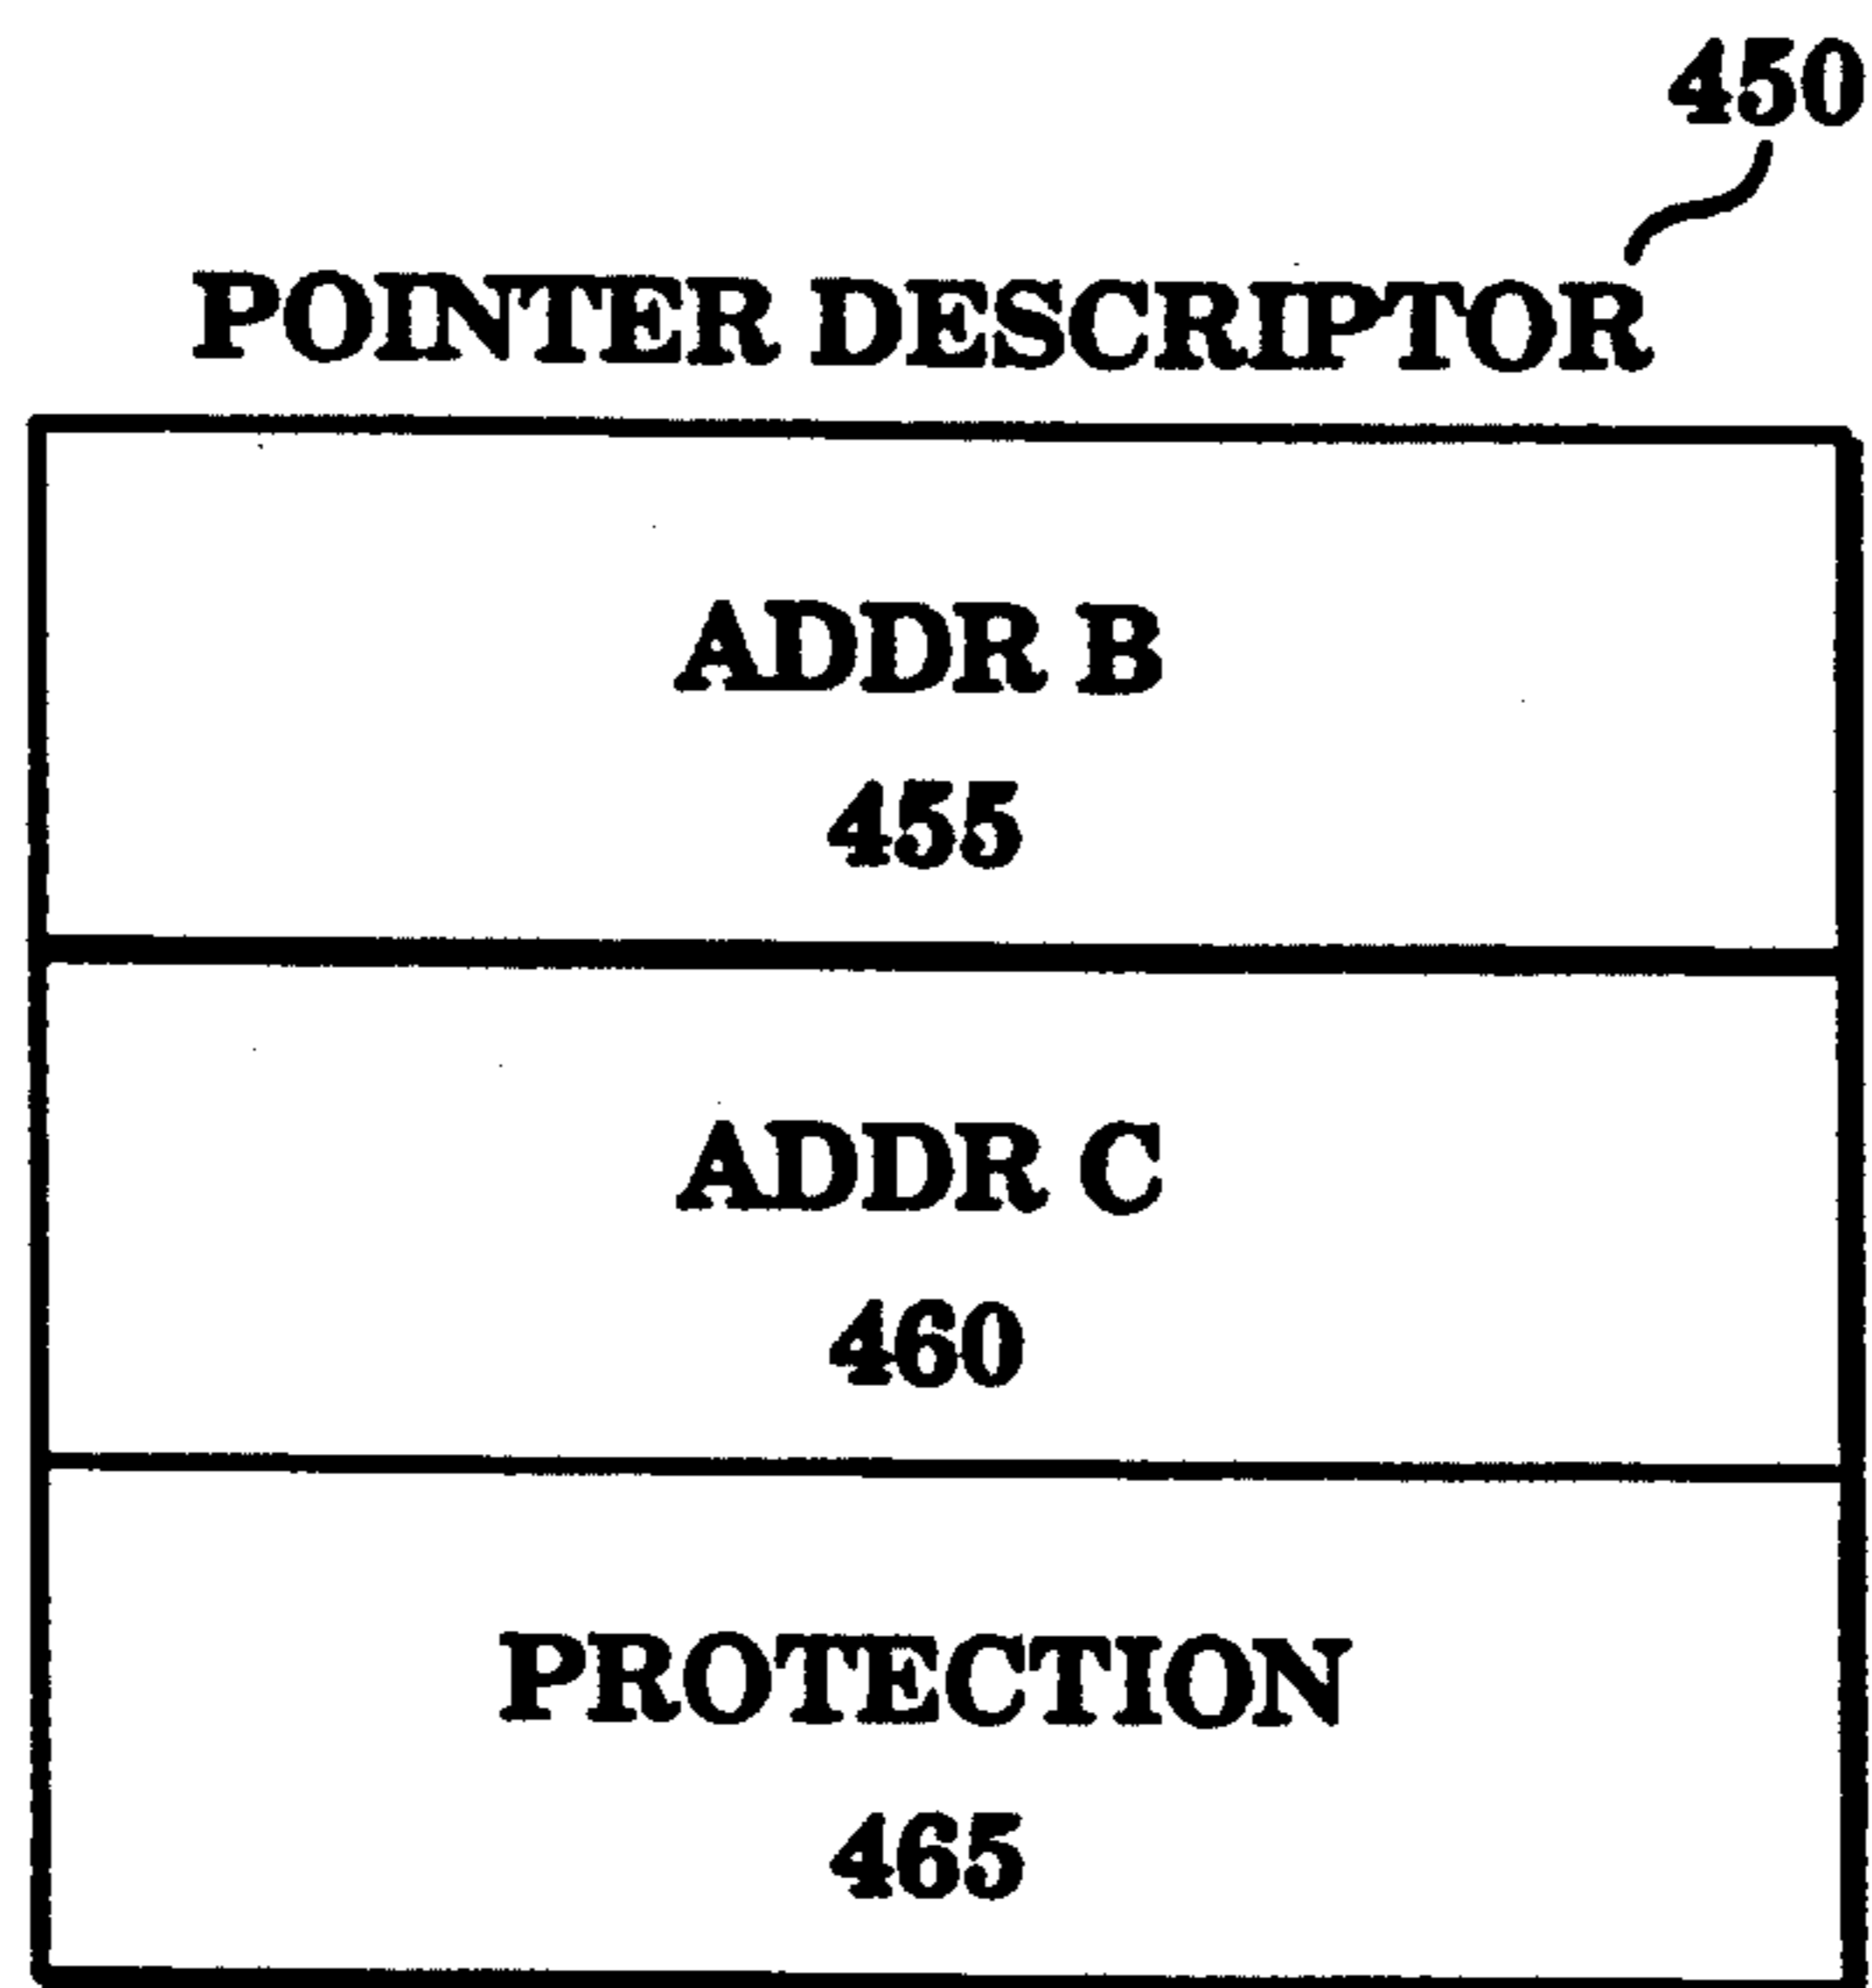 450
POINTER DESCRIPTOR
ADDR B
455
ADDR C
460
PROTECTION
465